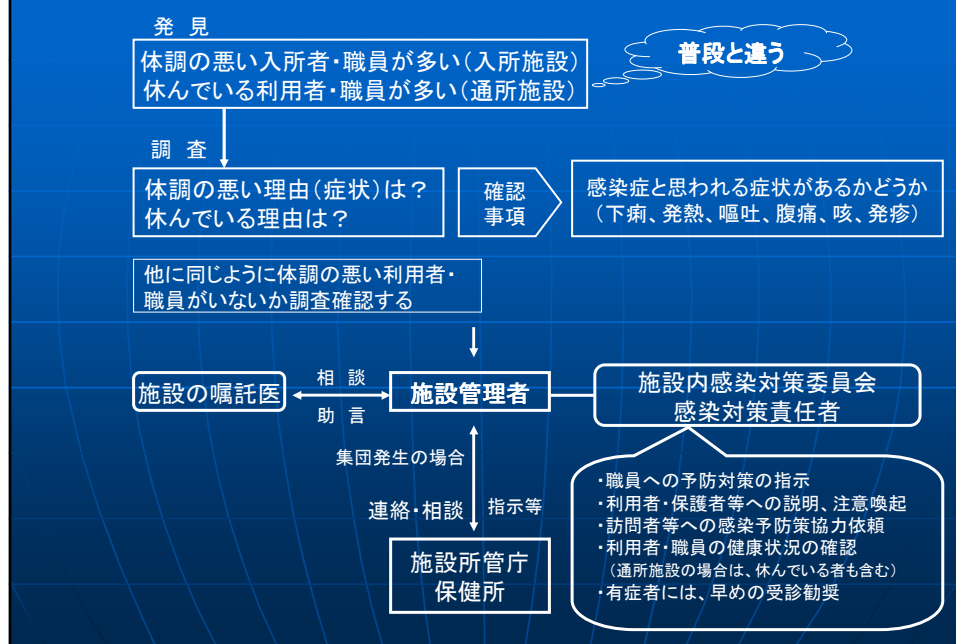 発 見
体調の悪い入所者・職員が多い(入所施設)
休んでいる利用者・職員が多い(通所施設)
普段と違う
調 査
体調の悪い理由(症状)は?
休んでいる理由は?
確認
事項
感染症と思われる症状があるかどうか
(下痢、発熱、嘔吐、腹痛、咳、発疹)
他に同じように体調の悪い利用者・
職員がいないか調査確認する
施設の嘱託医
相 談
助 言
施設管理者
施設内感染対策委員会
感染対策責任者
集団発生の場合
連絡・相談
指示等
施設所管庁
保健所
・職員への予防対策の指示
・利用者・保護者等への説明、注意喚起
・訪問者等への感染予防策協力依頼
・利用者・職員の健康状況の確認
(通所施設の場合は、休んでいる者も含む)
・有症者には、早めの受診勧奨